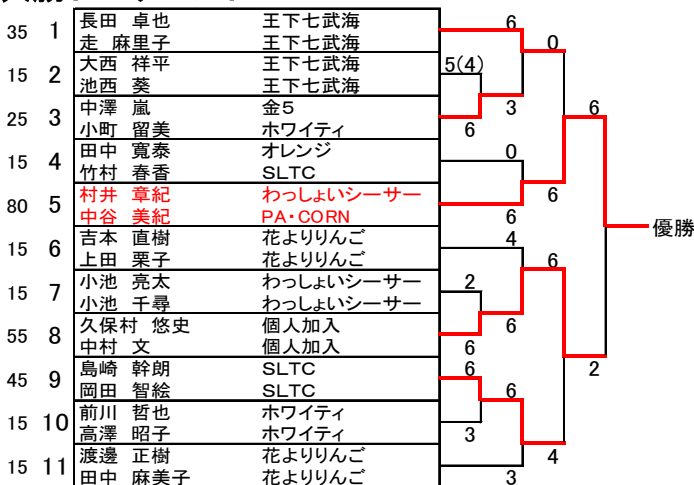 35 1 長田 卓也 王下七武海
走 麻里子 王下七武海
15 2 大西 祥平 王下七武海
池西 葵 王下七武海
25 3 中澤 嵐 金5
小町 留美 ホワイティ
15 4 田中 寛泰 オレンジ
竹村 春香 SLTC
80 5 村井 章紀 わっしょいシーサー
中谷 美紀 PA・CORN
15 6 吉本 直樹 花よりりんご
上田 栗子 花よりりんご
15 7 小池 亮太 わっしょいシーサー
小池 千尋 わっしょいシーサー
55 8 久保村 悠史 個人加入
中村 文 個人加入
45 9 島崎 幹朗 SLTC
岡田 智絵 SLTC
15 10 前川 哲也 ホワイティ
高澤 昭子 ホワイティ
15 11 渡邊 正樹 花よりりんご
田中 麻美子 花よりりんご
6
0
5(4)
3
6
6
0
6
6
優勝
4
6
2
6
6
2
6
6
3
4
3